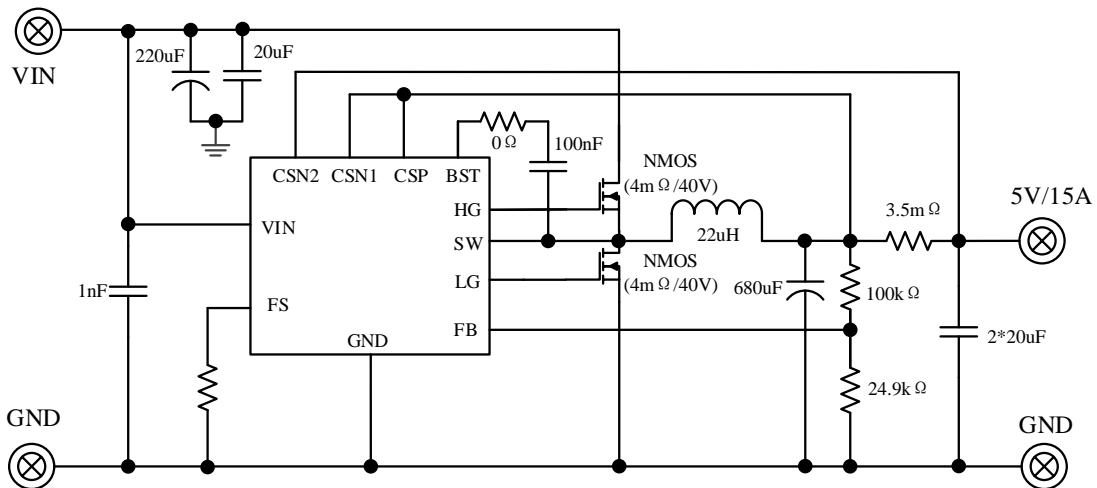 VIN
220uF
20uF
0Ω
100nF
NMOS
(4mΩ/40V)
CSN2
CSN1
CSP
BST
HG
5V/15A
VIN
SW
22uH
3.5mΩ
NMOS
(4mΩ/40V)
LG
1nF
FS
680uF
100kΩ
GND
FB
2*20uF
24.9kΩ
GND
GND